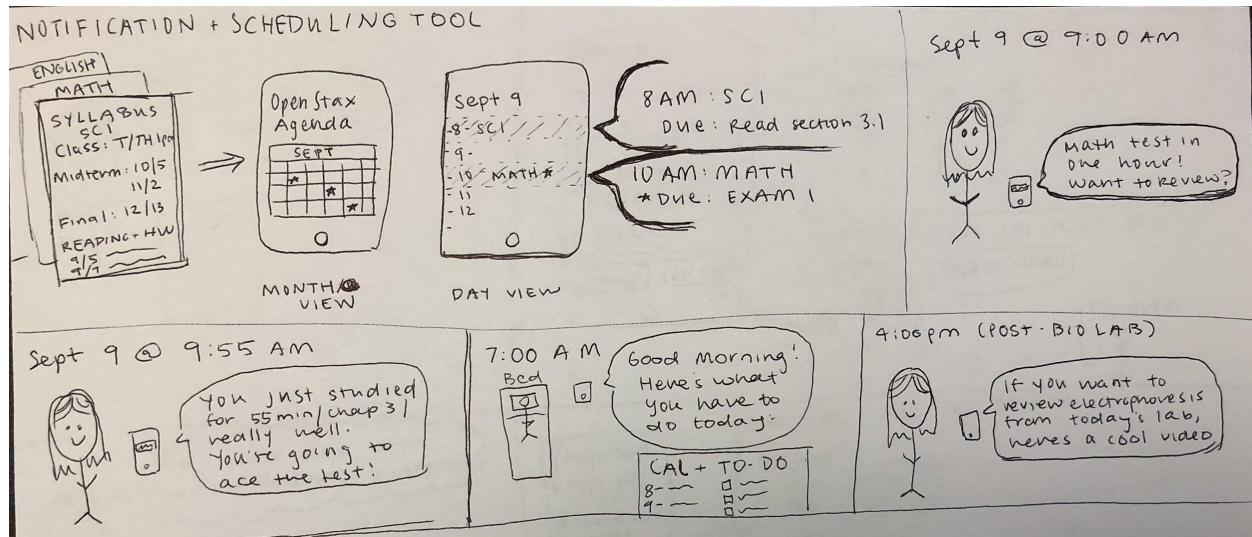 NOTIFICATION + SCHEDULING TOOL
ENGLISH
MATH
SYLLABUS
SCI
Class: T/TH 1pm
Midterm: 10/5
11/2
Final: 12/13
READING + HW
9/5
9/7
OpenStax
Agenda
SEPT
MONTH
VIEW
Sept 9
-8- SCI
-9-
-10- MATH★
-11
-12
-
DAY VIEW
8 AM: SCI
DUE: Read section 3.1
10 AM: MATH
★DUE: EXAM 1
Sept 9 @ 9:00 AM
Math test in
one hour!
Want to Review?
Sept 9 @ 9:55 AM
You just studied
for 55min/chap 3/
really well.
You're going to
ace the test!
7:00 AM
Bed
Good Morning!
Here's what
you have to
do today:
CAL + TO-DO
8-
9-
4:00pm (POST-BIO LAB)
If you want to
review electrophoresis
from today's lab,
heres a cool video